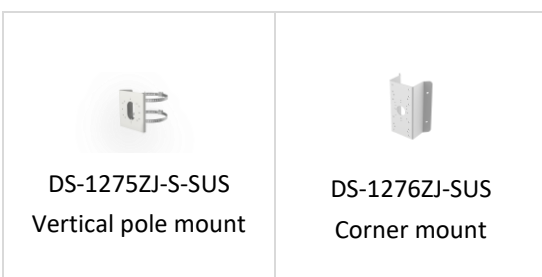 DS-1275ZJ-S-SUS
Vertical pole mount
DS-1276ZJ-SUS
Corner mount